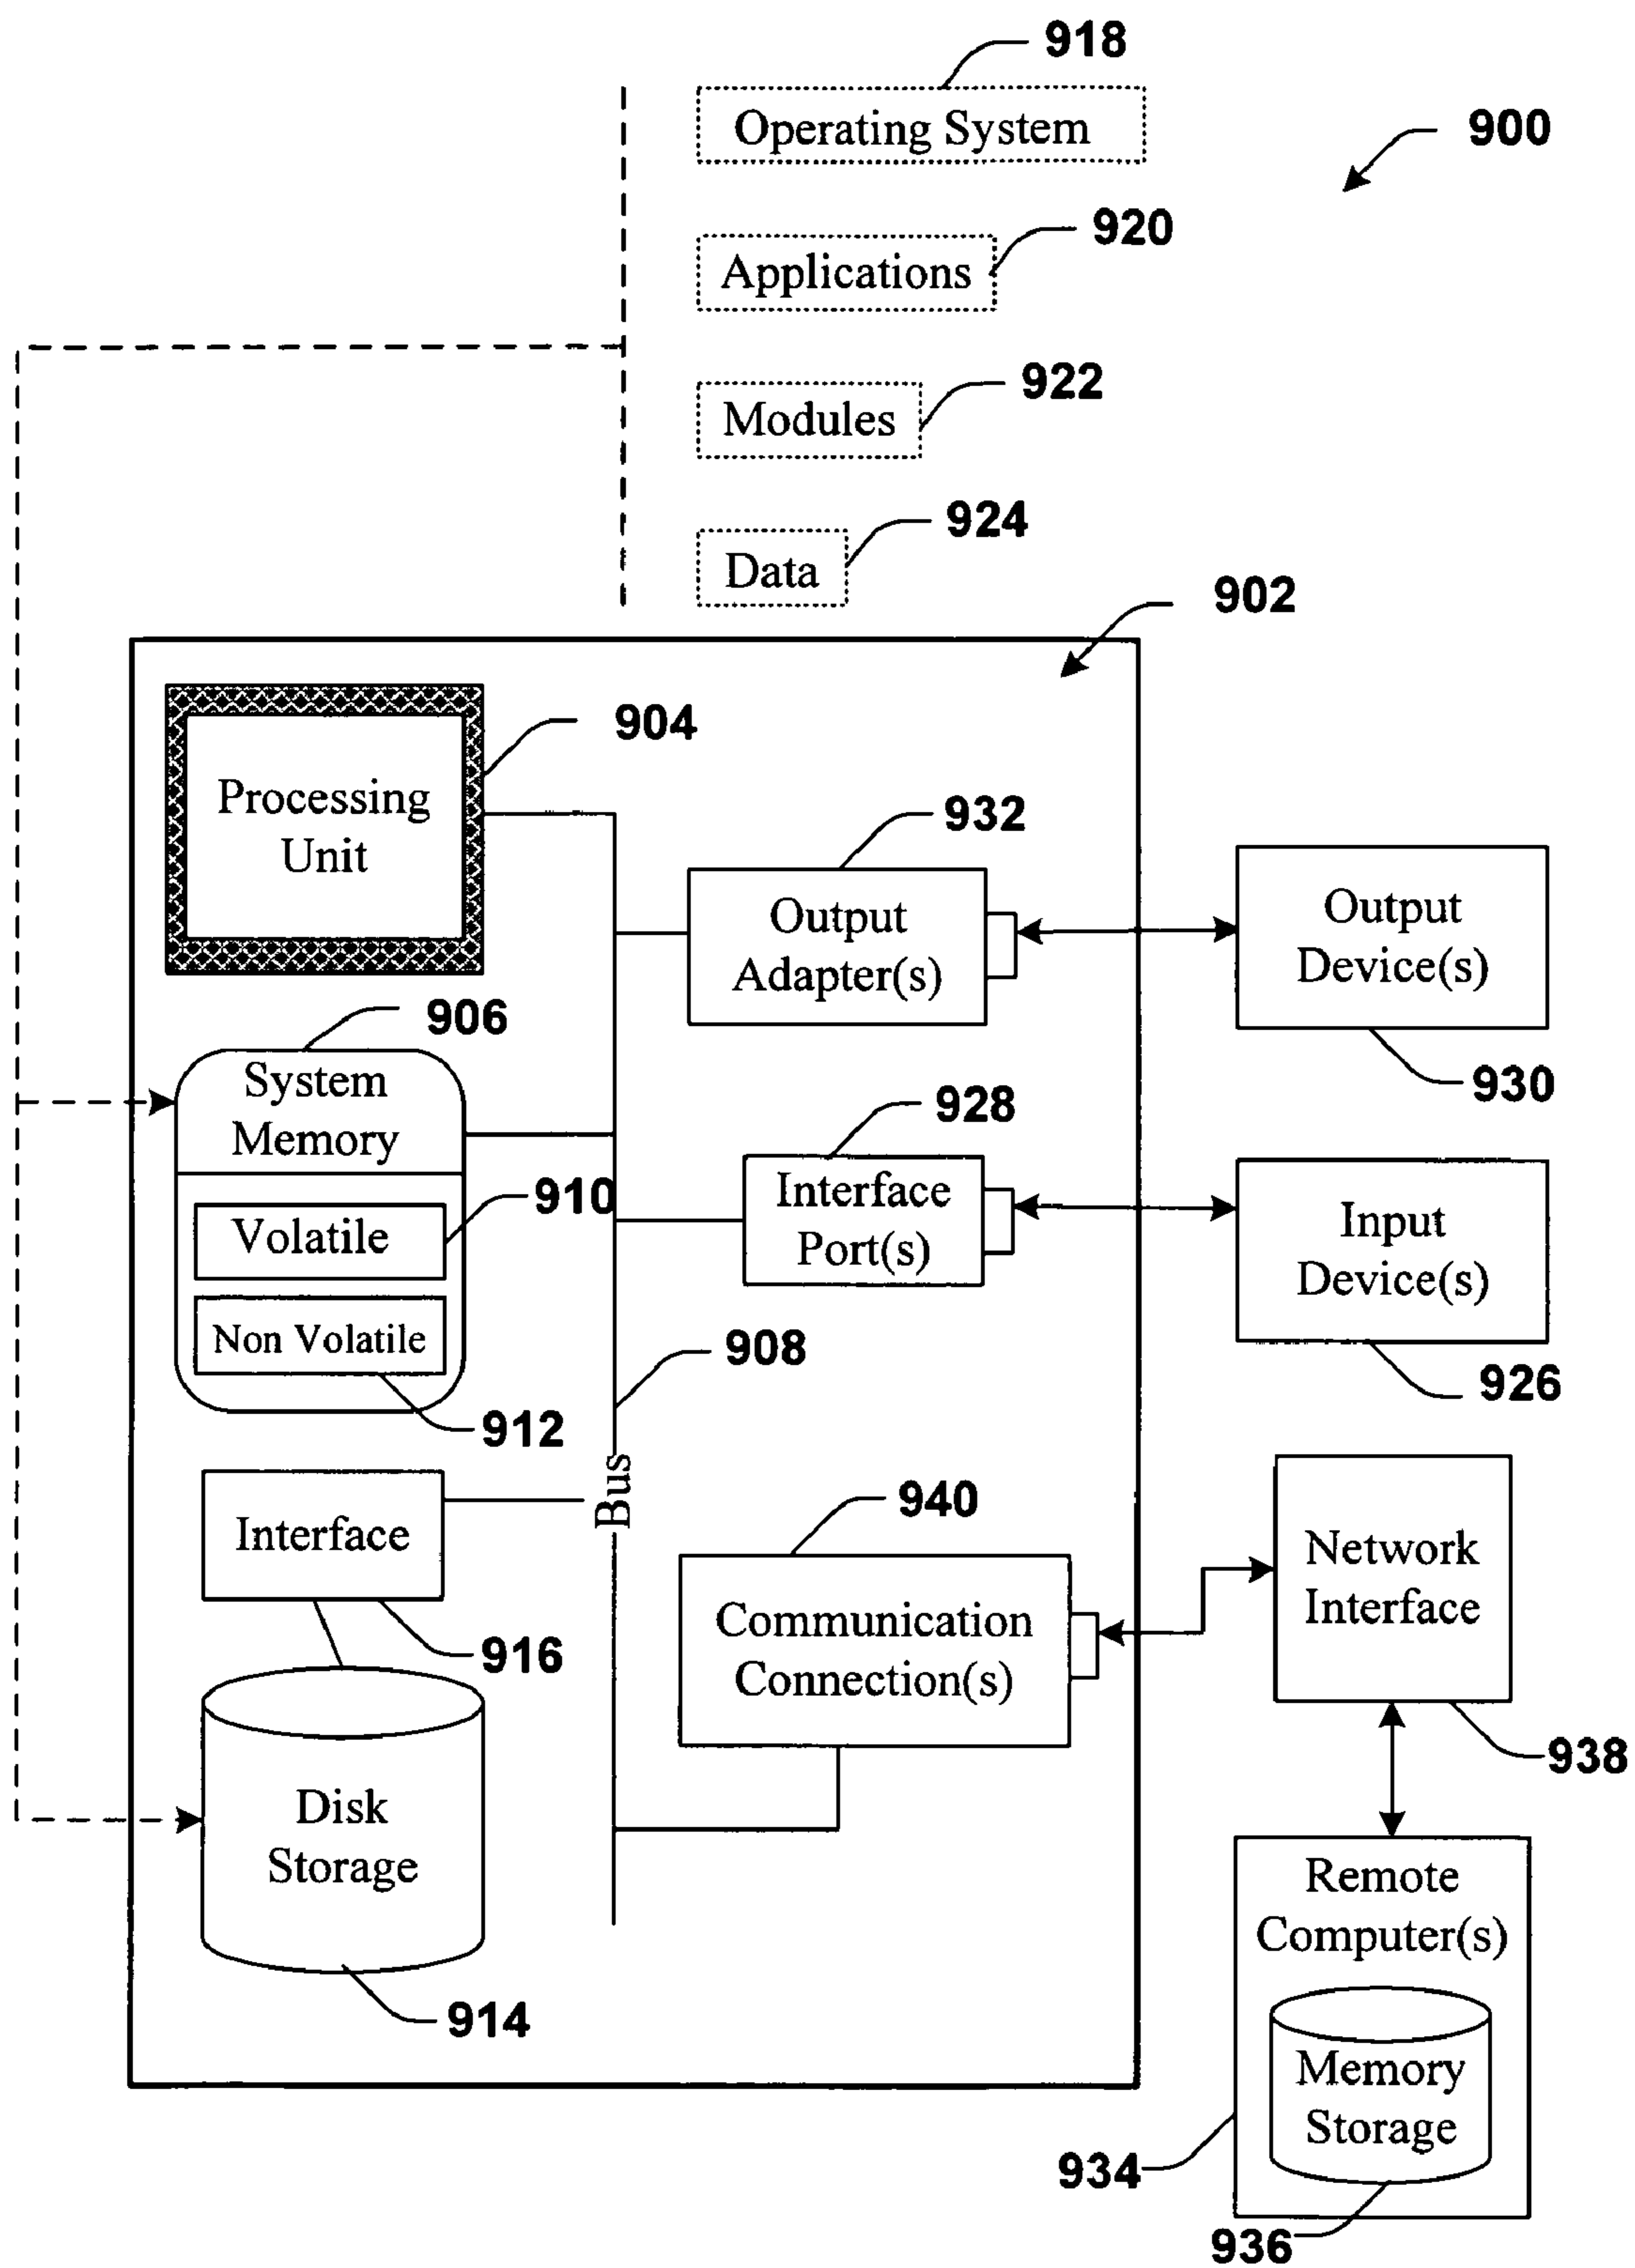 918
Operating System
900
920
Applications
922
Modules
924
Data
902
904
Processing
Unit
932
Output
Adapter(s)
Output
Device(s)
930
906
System
Memory
910
Volatile
Non Volatile
912
928
Interface
Port(s)
Input
Device(s)
926
908
Bus
Interface
916
940
Communication
Connection(s)
Network
Interface
938
Disk
Storage
914
Remote
Computer(s)
Memory
Storage
934
936